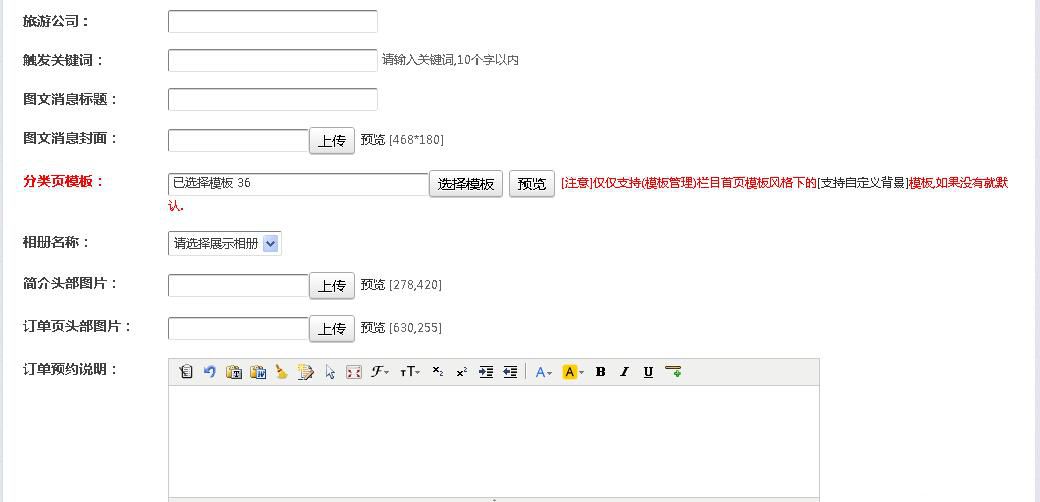 旅游公司：
触发关键词： 请输入关键词,10个字以内
图文消息标题：
图文消息封面： 上传 预览 [468*180]
分类页模板： 已选择模板 36 选择模板 预览 [注意]仅仅支持(模板管理)栏目首页模板风格下的[支持自定义背景]模板,如果没有就默
认.
相册名称： 请选择展示相册
简介头部图片： 上传 预览 [278,420]
订单页头部图片： 上传 预览 [630,255]
订单预约说明：